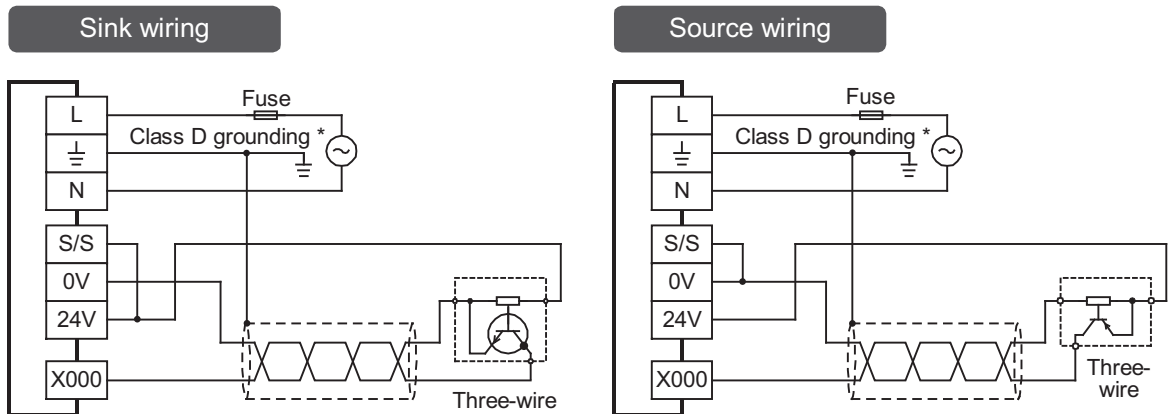 Sink wiring
L
Fuse
Class D grounding *
N
S/S
0V
24V
X000
Three-wire
Source wiring
L
Fuse
Class D grounding *
N
S/S
0V
24V
X000
Three-
wire